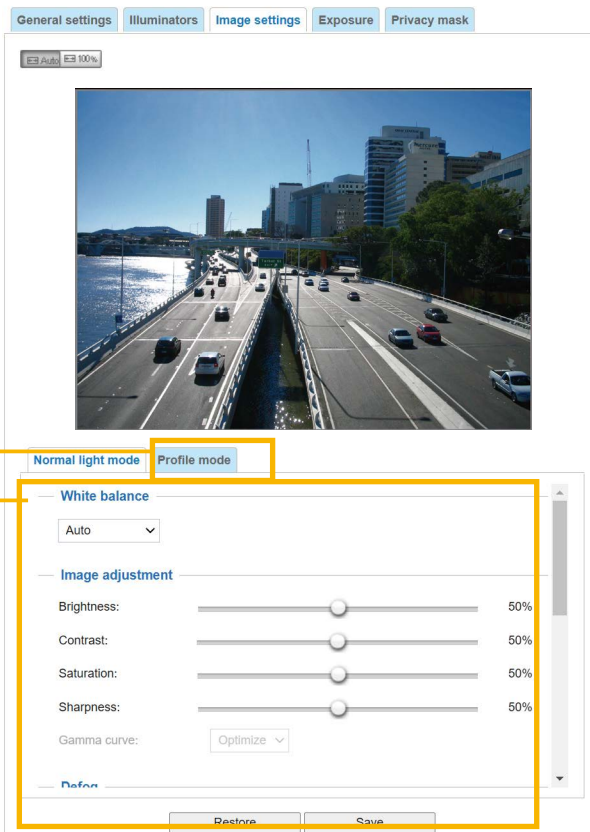 General settings Illuminators Image settings Exposure Privacy mask
Auto 100%
Normal light mode Profile mode
White balance
Auto
Image adjustment
Brightness: 50%
Contrast: 50%
Saturation: 50%
Sharpness: 50%
Gamma curve: Optimize
Defog
Restore Save